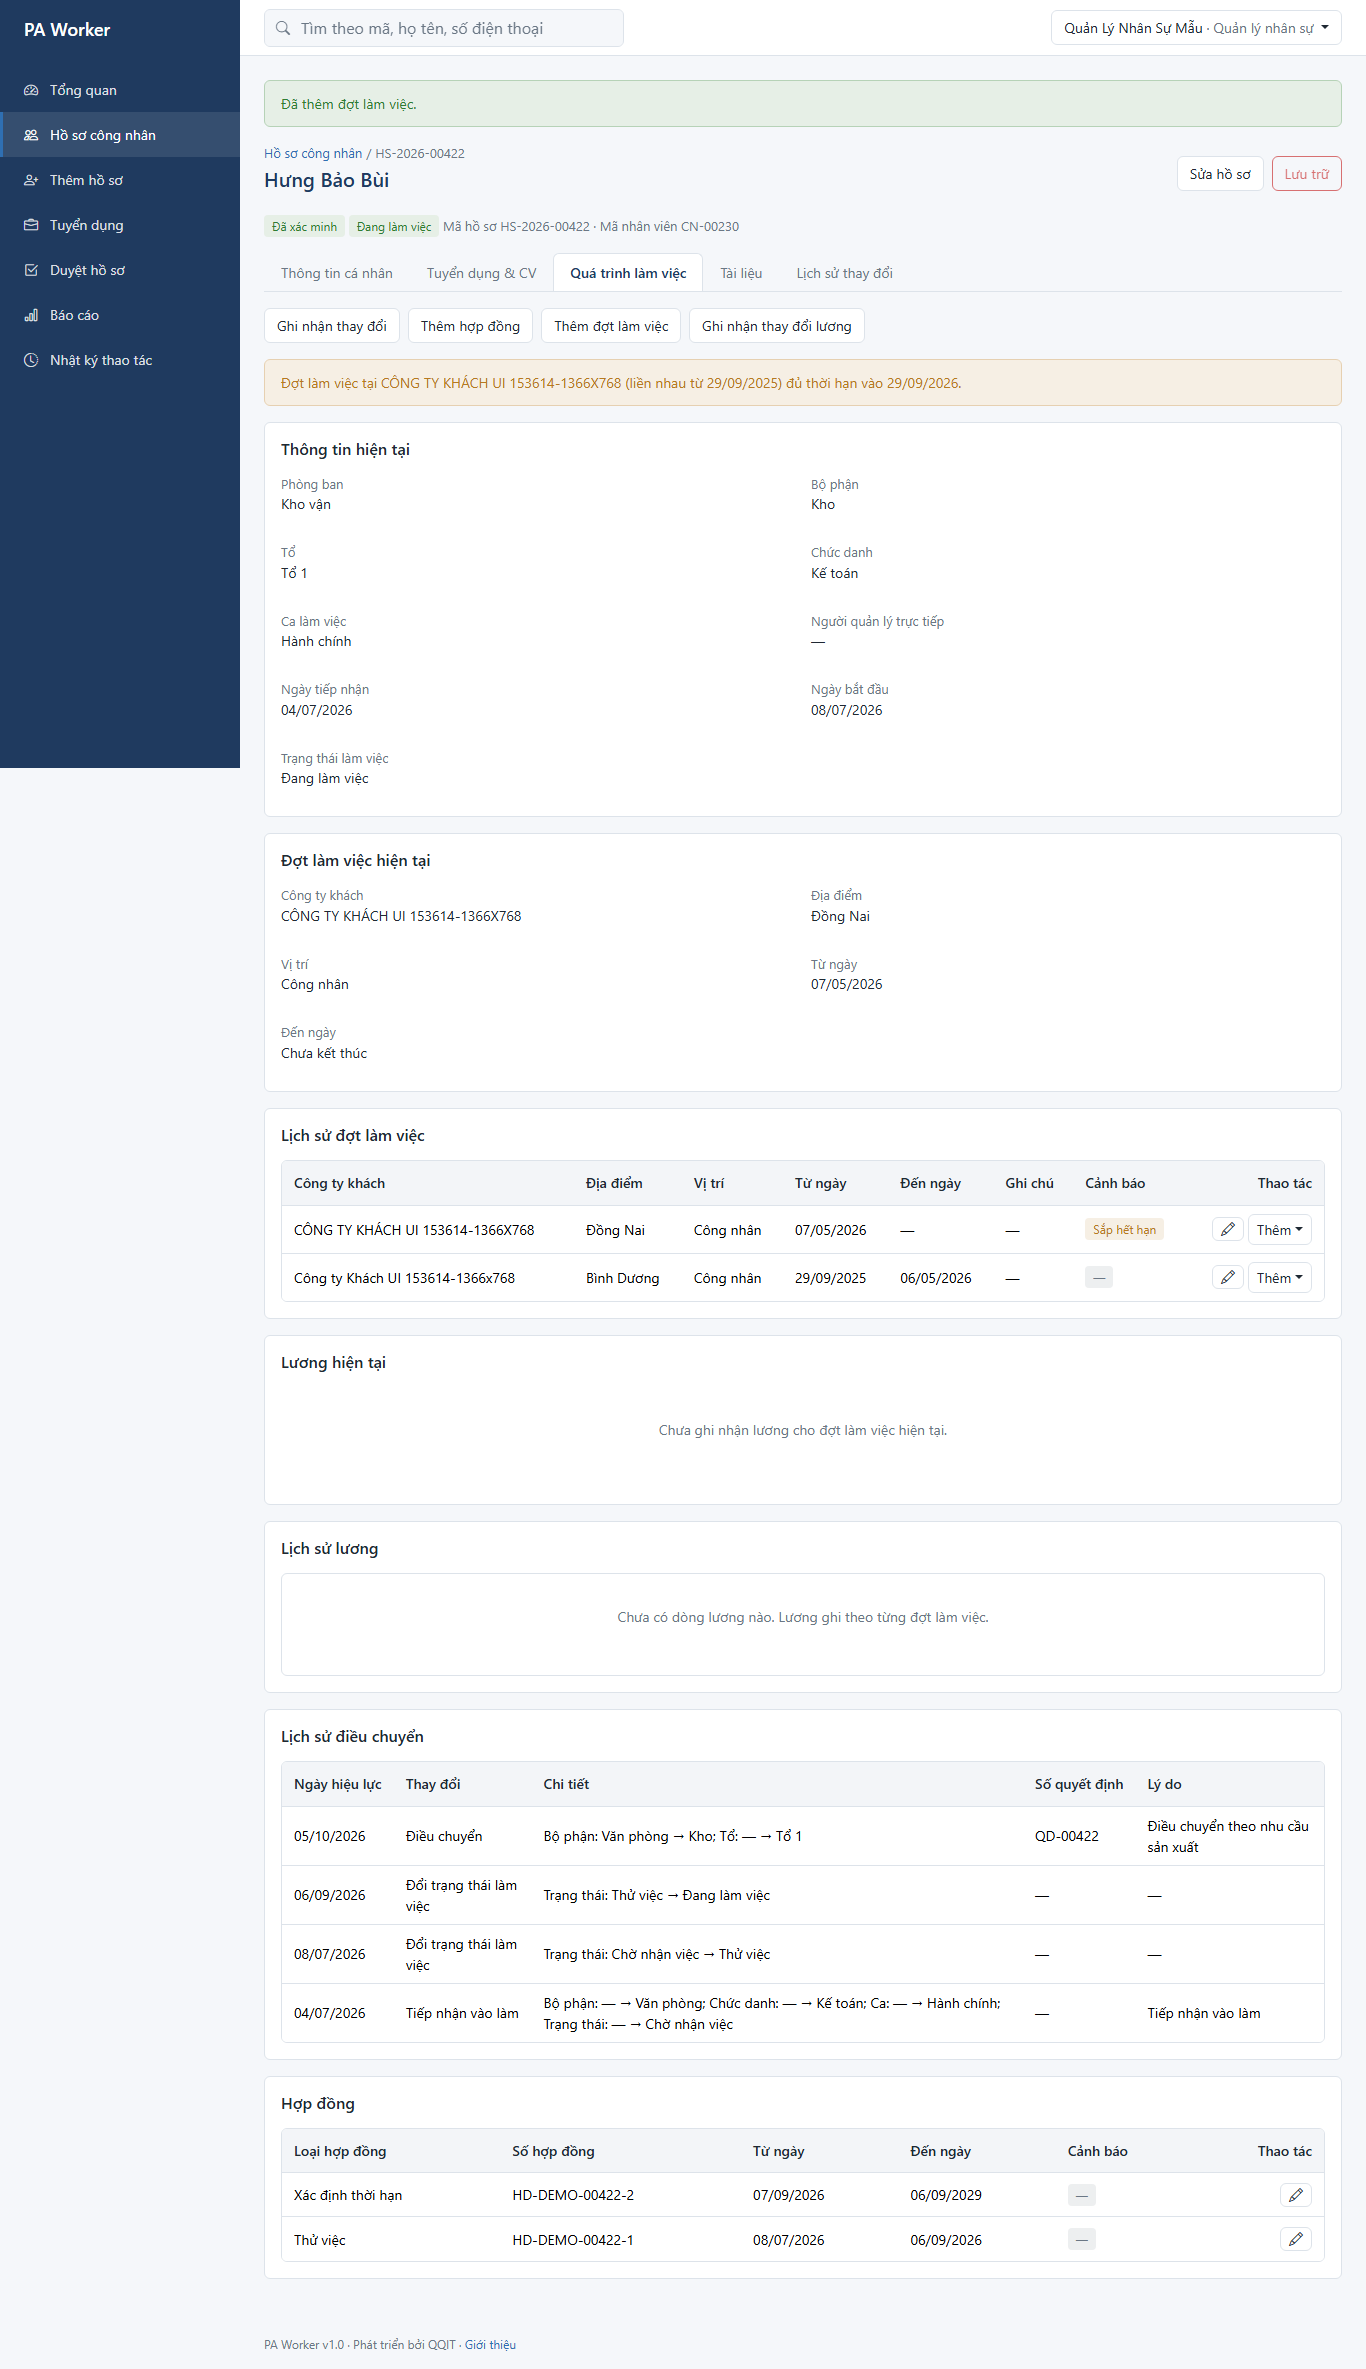 PA Worker
Tìm theo mã, họ tên, số điện thoại
Quản Lý Nhân Sự Mẫu · Quản lý nhân sự
Tổng quan
Hồ sơ công nhân
Thêm hồ sơ
Tuyển dụng
Duyệt hồ sơ
Báo cáo
Nhật ký thao tác
Đã thêm đợt làm việc.
Hồ sơ công nhân / HS-2026-00422
Hưng Bảo Bùi
Sửa hồ sơ
Lưu trữ
Đã xác minh Đang làm việc Mã hồ sơ HS-2026-00422 · Mã nhân viên CN-00230
Thông tin cá nhân Tuyển dụng & CV Quá trình làm việc Tài liệu Lịch sử thay đổi
Ghi nhận thay đổi Thêm hợp đồng Thêm đợt làm việc Ghi nhận thay đổi lương
Đợt làm việc tại CÔNG TY KHÁCH UI 153614-1366X768 (liền nhau từ 29/09/2025) đủ thời hạn vào 29/09/2026.
Thông tin hiện tại
Phòng ban Bộ phận
Kho vận Kho
Tổ Chức danh
Tổ 1 Kế toán
Ca làm việc Người quản lý trực tiếp
Hành chính —
Ngày tiếp nhận Ngày bắt đầu
04/07/2026 08/07/2026
Trạng thái làm việc
Đang làm việc
Đợt làm việc hiện tại
Công ty khách Địa điểm
CÔNG TY KHÁCH UI 153614-1366X768 Đồng Nai
Vị trí Từ ngày
Công nhân 07/05/2026
Đến ngày
Chưa kết thúc
Lịch sử đợt làm việc
Công ty khách Địa điểm Vị trí Từ ngày Đến ngày Ghi chú Cảnh báo Thao tác
CÔNG TY KHÁCH UI 153614-1366X768 Đồng Nai Công nhân 07/05/2026 — — Sắp hết hạn Thêm
Công ty Khách UI 153614-1366x768 Bình Dương Công nhân 29/09/2025 06/05/2026 — — Thêm
Lương hiện tại
Chưa ghi nhận lương cho đợt làm việc hiện tại.
Lịch sử lương
Chưa có dòng lương nào. Lương ghi theo từng đợt làm việc.
Lịch sử điều chuyển
Ngày hiệu lực Thay đổi Chi tiết Số quyết định Lý do
05/10/2026 Điều chuyển Bộ phận: Văn phòng → Kho; Tổ: — → Tổ 1 QD-00422 Điều chuyển theo nhu cầu
sản xuất
06/09/2026 Đổi trạng thái làm
việc Trạng thái: Thử việc → Đang làm việc — —
08/07/2026 Đổi trạng thái làm
việc Trạng thái: Chờ nhận việc → Thử việc — —
04/07/2026 Tiếp nhận vào làm Bộ phận: — → Văn phòng; Chức danh: — → Kế toán; Ca: — → Hành chính;
Trạng thái: — → Chờ nhận việc — Tiếp nhận vào làm
Hợp đồng
Loại hợp đồng Số hợp đồng Từ ngày Đến ngày Cảnh báo Thao tác
Xác định thời hạn HD-DEMO-00422-2 07/09/2026 06/09/2029 —
Thử việc HD-DEMO-00422-1 08/07/2026 06/09/2026 —
PA Worker v1.0 · Phát triển bởi QQIT · Giới thiệu